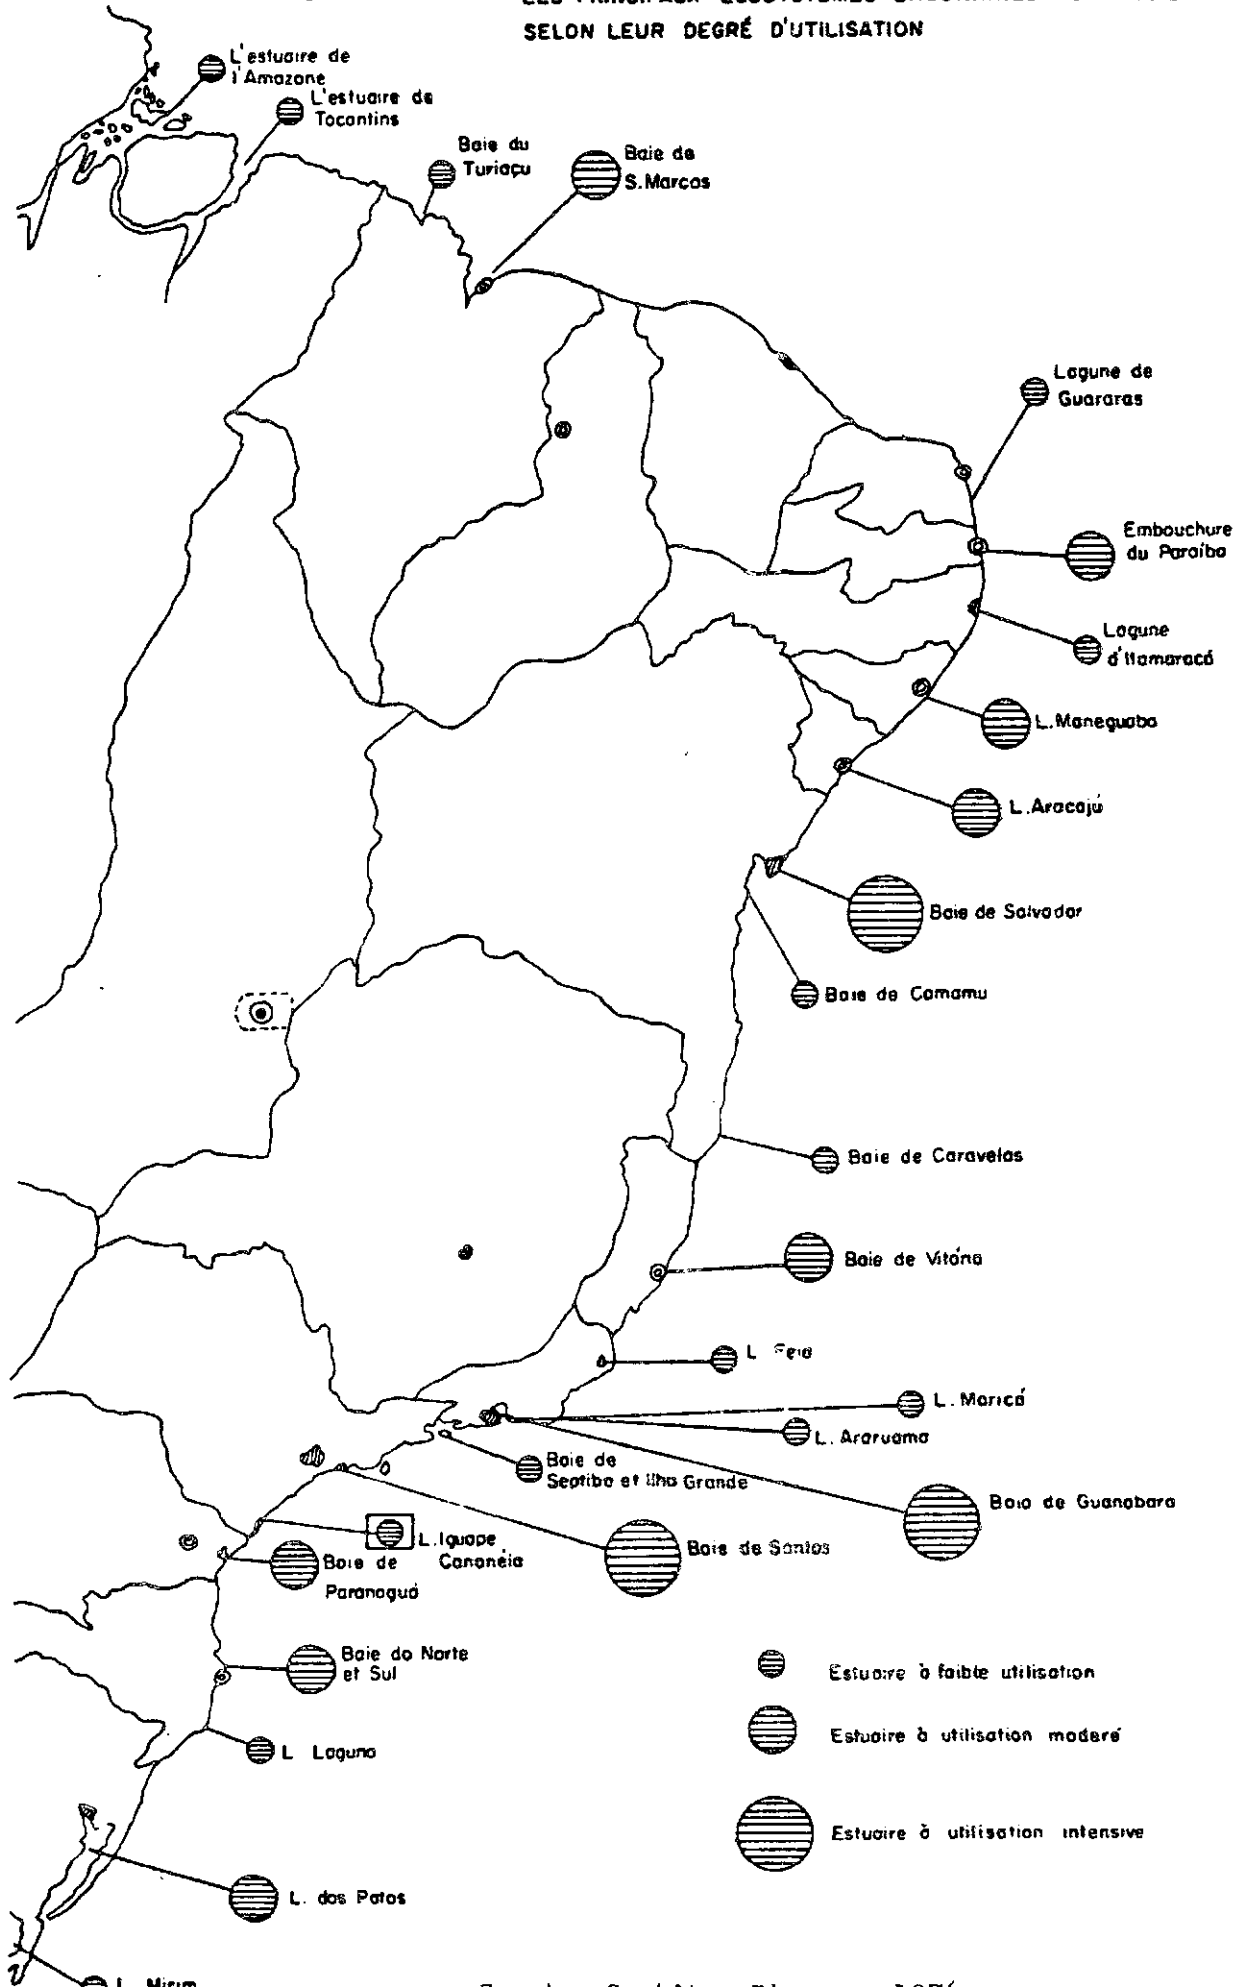 SELON LEUR DEGRÉ D'UTILISATION
L'estuaire de
l'Amazone
L'estuaire de
Tocantins
Baie du
Turiaçu
Baie de
S.Marcos
Lagune de
Guararas
Embouchure
du Paraíba
Lagune
d'Itamaracá
L.Maneguaba
L.Aracajú
Baie de Salvador
Baie de Camamu
Baie de Caravelas
Baie de Vitória
L Feia
L. Maricá
L. Araruama
Baie de
Septiba et Ilha Grande
Baia de Guanabara
L.Iguape
Cananéia
Baie de Santos
Baie de
Paranaguá
Baie do Norte
et Sul
L Laguna
L. dos Patos
L. Mirim
Estuaire à faible utilisation
Estuaire à utilisation moderé
Estuaire à utilisation intensive